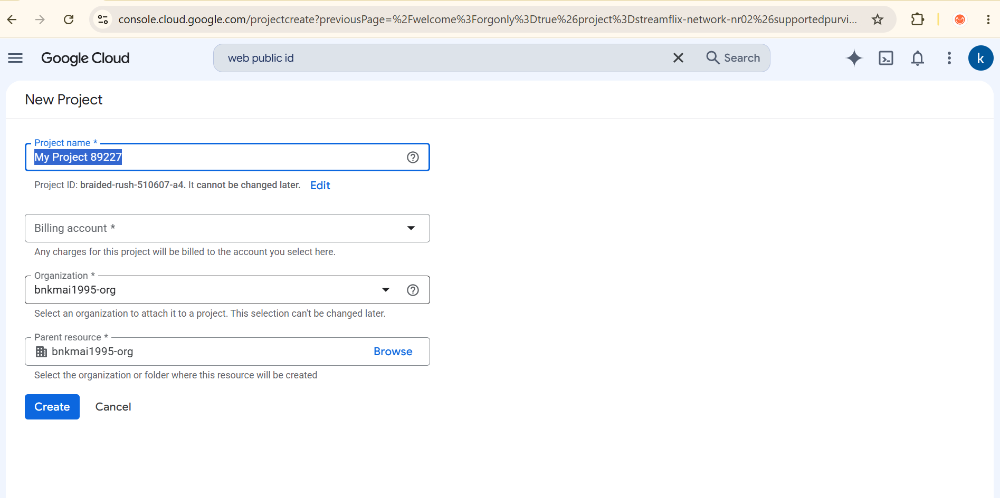 console.cloud.google.com/projectcreate?previousPage=%2Fwelcome%3Forgonly%3Dtrue%26project%3Dstreamflix-network-nr02%26supportedpurvi...
Google Cloud
web public id
Search
k
New Project
Project name *
My Project 89227
Project ID: braided-rush-510607-a4. It cannot be changed later. Edit
Billing account *
Any charges for this project will be billed to the account you select here.
Organization *
bnkmai1995-org
Select an organization to attach it to a project. This selection can't be changed later.
Parent resource *
bnkmai1995-org Browse
Select the organization or folder where this resource will be created
Create Cancel